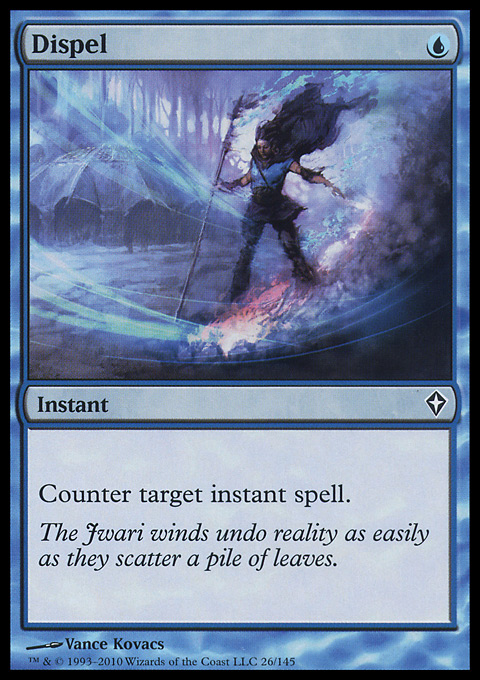 Dispel
Instant
Counter target instant spell.
The Jwari winds undo reality as easily
as they scatter a pile of leaves.
Vance Kovacs
™ & © 1993–2010 Wizards of the Coast LLC 26/145